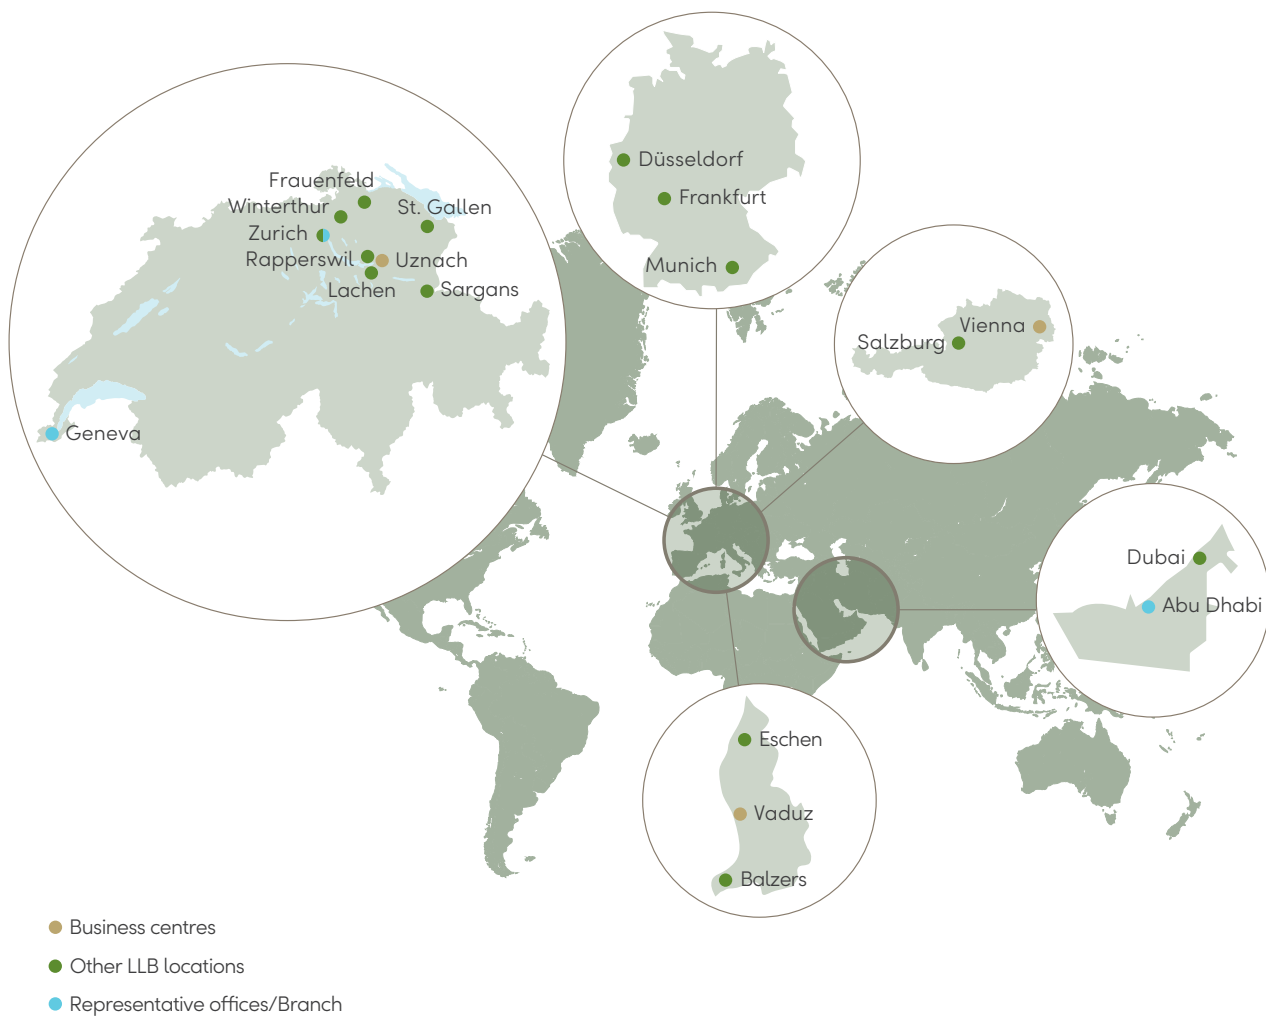 Frauenfeld
Winterthur
St. Gallen
Zurich
Rapperswil
Uznach
Lachen
Sargans
Geneva
Düsseldorf
Frankfurt
Munich
Vienna
Salzburg
Dubai
Abu Dhabi
Eschen
Vaduz
Balzers
Business centres
Other LLB locations
Representative offices/Branch